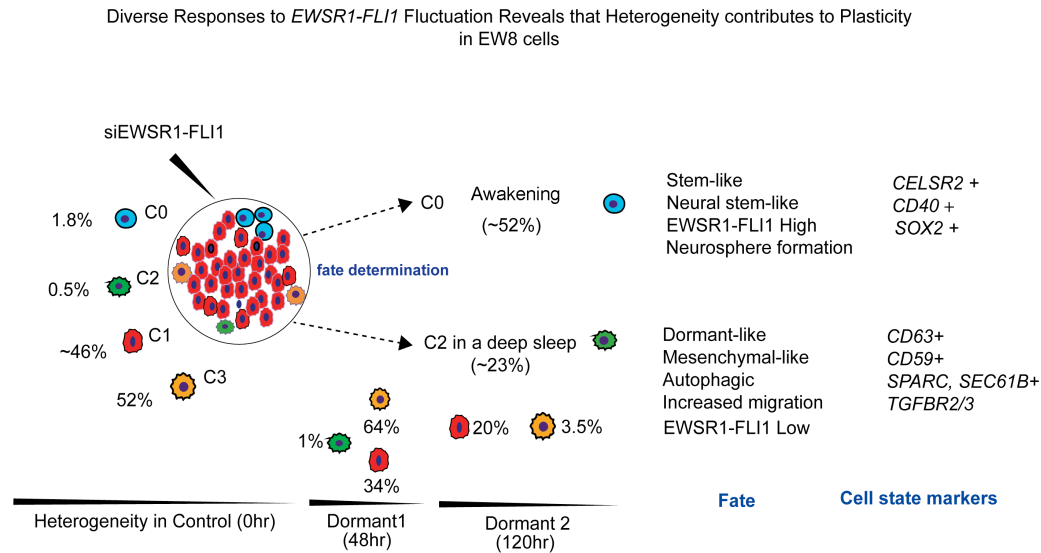 Diverse Responses to EWSR1-FLI1 Fluctuation Reveals that Heterogeneity contributes to Plasticity
in EW8 cells
siEWSR1-FLI1
C0
1.8%
C2
0.5%
C1
~46%
C3
52%
fate determination
C0
Awakening
(~52%)
Stem-like
Neural stem-like
EWSR1-FLI1 High
Neurosphere formation
CELSR2 +
CD40 +
SOX2 +
C2 in a deep sleep
(~23%)
Dormant-like
Mesenchymal-like
Autophagic
Increased migration
EWSR1-FLI1 Low
CD63+
CD59+
SPARC, SEC61B+
TGFBR2/3
64%
1%
34%
20%
3.5%
Heterogeneity in Control (0hr)
Dormant1
(48hr)
Dormant 2
(120hr)
Fate
Cell state markers